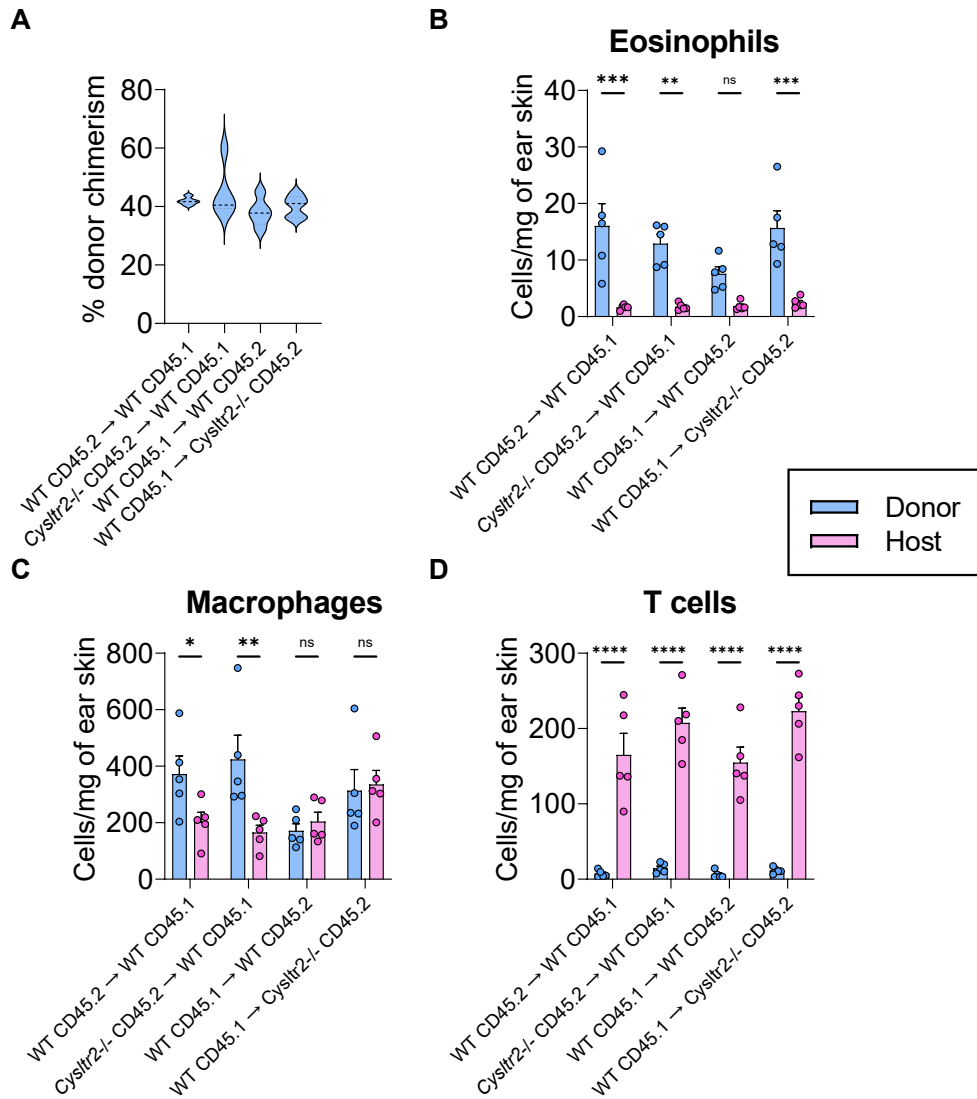 A
% donor chimerism
80
60
40
20
0
WT CD45.2 → WT CD45.1
Cysltr2-/- CD45.2 → WT CD45.1
WT CD45.1 → WT CD45.2
WT CD45.1 → Cysltr2-/- CD45.2
B
Eosinophils
*** ** ns ***
Cells/mg of ear skin
40
30
20
10
0
WT CD45.2 → WT CD45.1
Cysltr2-/- CD45.2 → WT CD45.1
WT CD45.1 → WT CD45.2
WT CD45.1 → Cysltr2-/- CD45.2
Donor
Host
C
Macrophages
* ** ns ns
Cells/mg of ear skin
800
600
400
200
0
WT CD45.2 → WT CD45.1
Cysltr2-/- CD45.2 → WT CD45.1
WT CD45.1 → WT CD45.2
WT CD45.1 → Cysltr2-/- CD45.2
D
T cells
**** **** **** ****
Cells/mg of ear skin
300
200
100
0
WT CD45.2 → WT CD45.1
Cysltr2-/- CD45.2 → WT CD45.1
WT CD45.1 → WT CD45.2
WT CD45.1 → Cysltr2-/- CD45.2